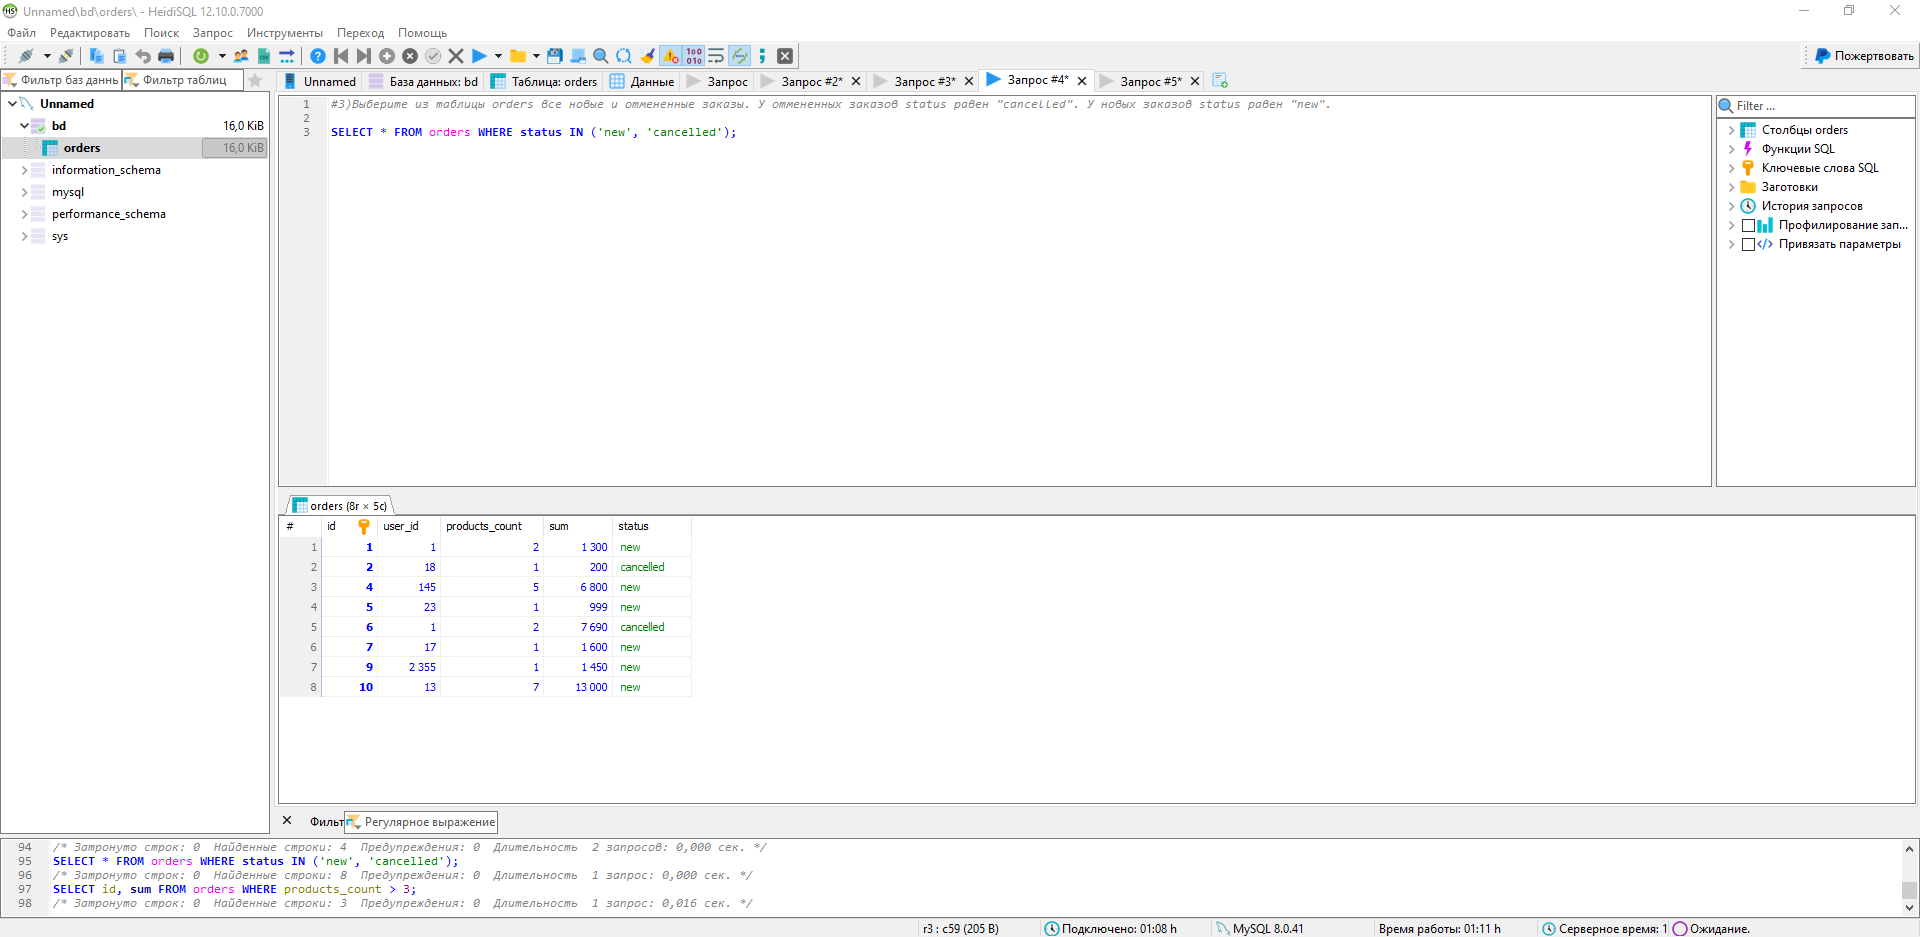 Unnamed\bd\orders\ - HeidiSQL 12.10.0.7000
Файл Редактировать Поиск Запрос Инструменты Переход Помощь
Пожертвовать
Фильтр баз данн Фильтр таблиц
Unnamed База данных: bd Таблица: orders Данные Запрос Запрос #2* Запрос #3* Запрос #4* Запрос #5*
Unnamed
bd 16,0 KiB
orders 16,0 KiB
information_schema
mysql
performance_schema
sys
1 #3)Выберите из таблицы orders все новые и отмененные заказы. У отмененных заказов status равен "cancelled". У новых заказов status равен "new".
2
3 SELECT * FROM orders WHERE status IN ('new', 'cancelled');
Filter ...
Столбцы orders
Функции SQL
Ключевые слова SQL
Заготовки
История запросов
Профилирование зап...
Привязать параметры
orders (8r × 5c)
# id user_id products_count sum status
1 1 1 2 1 300 new
2 2 18 1 200 cancelled
3 4 145 5 6 800 new
4 5 23 1 999 new
5 6 1 2 7 690 cancelled
6 7 17 1 1 600 new
7 9 2 355 1 1 450 new
8 10 13 7 13 000 new
Фильт Регулярное выражение
94 /* Затронуто строк: 0 Найденные строки: 4 Предупреждения: 0 Длительность 2 запросов: 0,000 сек. */
95 SELECT * FROM orders WHERE status IN ('new', 'cancelled');
96 /* Затронуто строк: 0 Найденные строки: 8 Предупреждения: 0 Длительность 1 запрос: 0,000 сек. */
97 SELECT id, sum FROM orders WHERE products_count > 3;
98 /* Затронуто строк: 0 Найденные строки: 3 Предупреждения: 0 Длительность 1 запрос: 0,016 сек. */
r3 : c59 (205 B) Подключено: 01:08 h MySQL 8.0.41 Время работы: 01:11 h Серверное время: 1 Ожидание.